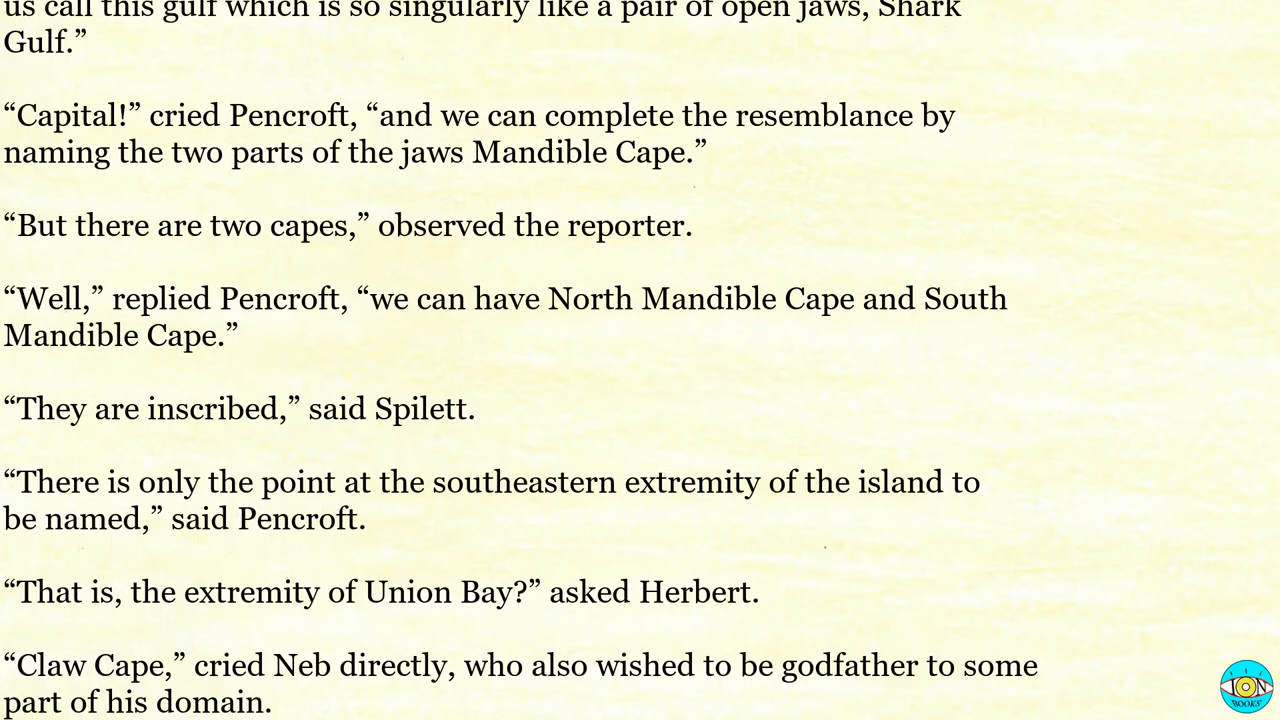 us call this gulf which is so singularly like a pair of open jaws, Shark
Gulf.”
“Capital!” cried Pencroft, “and we can complete the resemblance by
naming the two parts of the jaws Mandible Cape.”
“But there are two capes,” observed the reporter.
“Well,” replied Pencroft, “we can have North Mandible Cape and South
Mandible Cape.”
“They are inscribed,” said Spilett.
“There is only the point at the southeastern extremity of the island to
be named,” said Pencroft.
“That is, the extremity of Union Bay?” asked Herbert.
“Claw Cape,” cried Neb directly, who also wished to be godfather to some
part of his domain.
ION
BOOKS